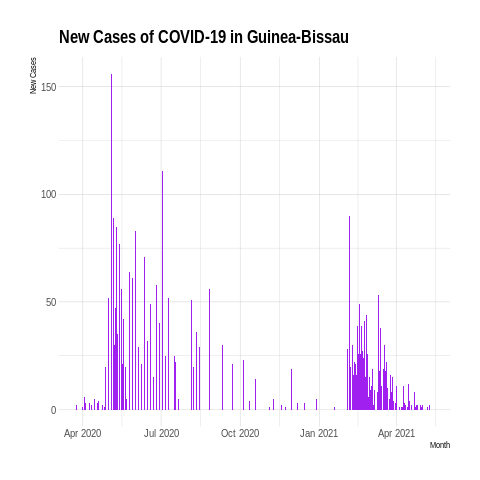 New Cases of COVID-19 in Guinea-Bissau
New Cases
150
100
50
0
Apr 2020 Jul 2020 Oct 2020 Jan 2021 Apr 2021
Month